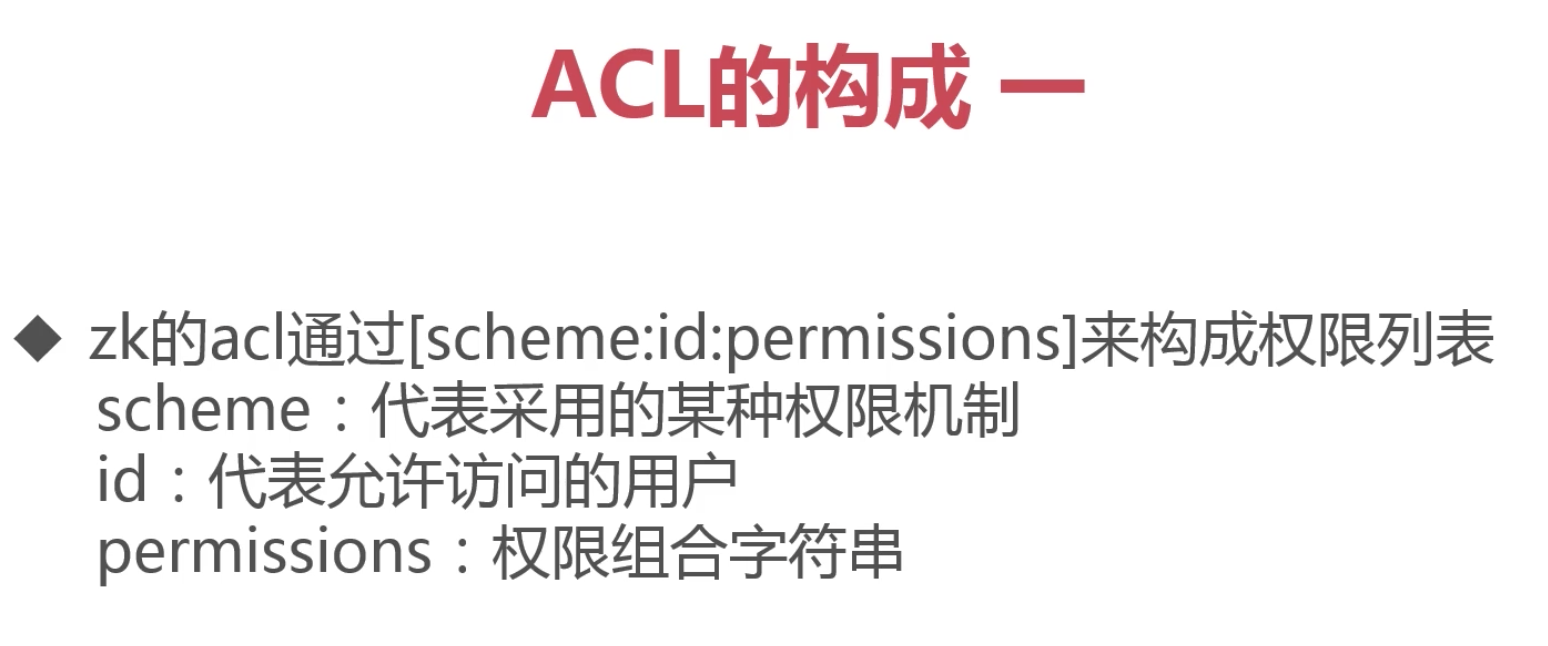 ACL的构成 一
◆ zk的acl通过[scheme:id:permissions]来构成权限列表
scheme：代表采用的某种权限机制
id：代表允许访问的用户
permissions：权限组合字符串